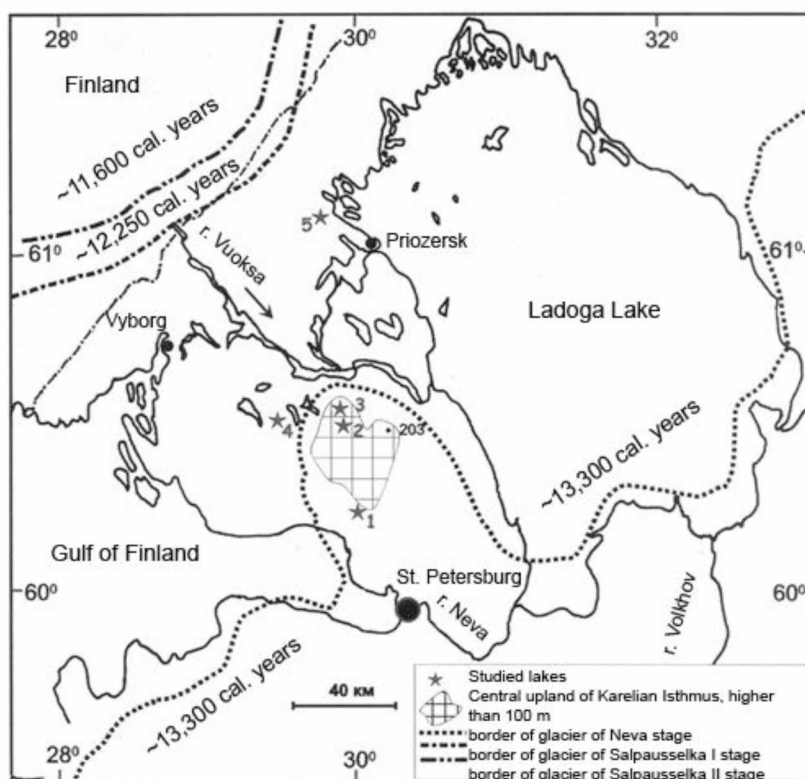 28⁰ 30⁰ 32⁰
Finland
~11,600 cal. years
~12,250 cal. years
r. Vuoksa
5
Priozersk
61⁰ 61⁰
Vyborg
Ladoga Lake
3
4 2 203
~13,300 cal. years
1
Gulf of Finland
St. Petersburg
60⁰ 60⁰
r. Neva
r. Volkhov
~13,300 cal. years
40 км
Studied lakes
Central upland of Karelian Isthmus, higher
than 100 m
border of glacier of Neva stage
border of glacier of Salpausselka I stage
border of glacier of Salpausselka II stage
28⁰ 30⁰